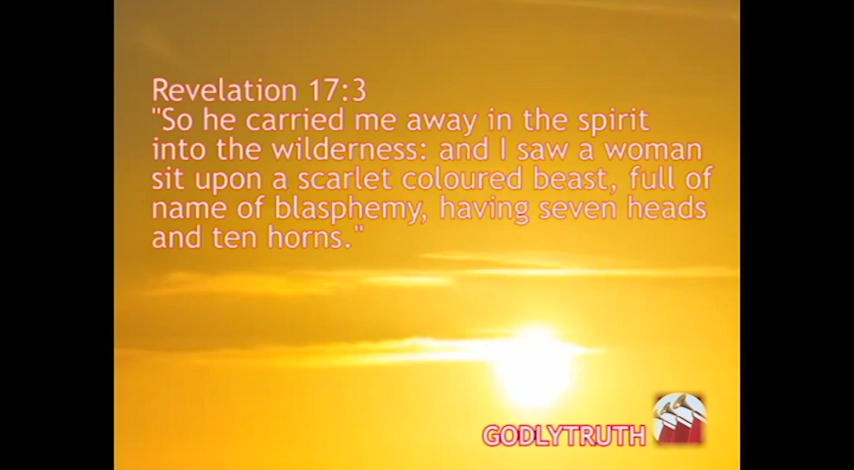 Revelation 17:3
"So he carried me away in the spirit
into the wilderness: and I saw a woman
sit upon a scarlet coloured beast, full of
name of blasphemy, having seven heads
and ten horns."
GODLYTRUTH